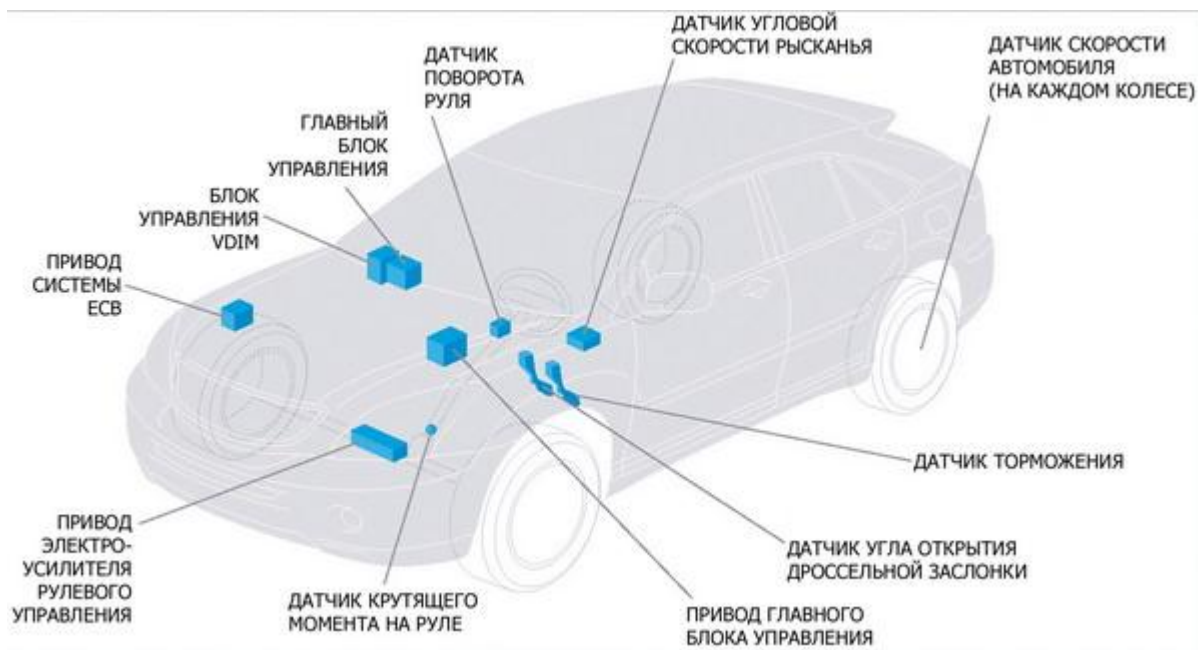 ДАТЧИК УГЛОВОЙ
СКОРОСТИ РЫСКАНЬЯ
ДАТЧИК СКОРОСТИ
АВТОМОБИЛЯ
(НА КАЖДОМ КОЛЕСЕ)
ДАТЧИК
ПОВОРОТА
РУЛЯ
ГЛАВНЫЙ
БЛОК
УПРАВЛЕНИЯ
БЛОК
УПРАВЛЕНИЯ
VDIM
ПРИВОД
СИСТЕМЫ
ECB
ДАТЧИК ТОРМОЖЕНИЯ
ПРИВОД
ЭЛЕКТРО-
УСИЛИТЕЛЯ
РУЛЕВОГО
УПРАВЛЕНИЯ
ДАТЧИК КРУТЯЩЕГО
МОМЕНТА НА РУЛЕ
ДАТЧИК УГЛА ОТКРЫТИЯ
ДРОССЕЛЬНОЙ ЗАСЛОНКИ
ПРИВОД ГЛАВНОГО
БЛОКА УПРАВЛЕНИЯ